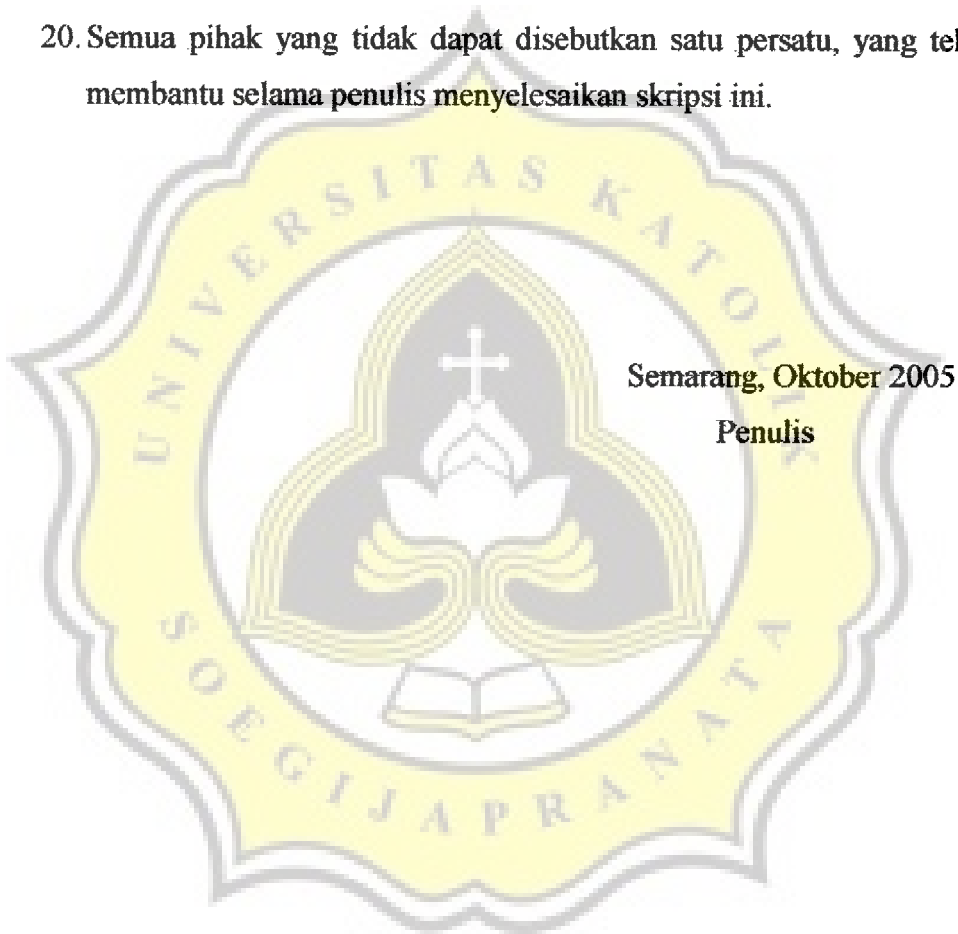 20. Semua pihak yang tidak dapat disebutkan satu persatu, yang
membantu selama penulis menyelesaikan skripsi ini.
UNIVERSITAS KATOLIK
Semarang, Oktober 2005
Penulis
SOEGIJAPRANATA